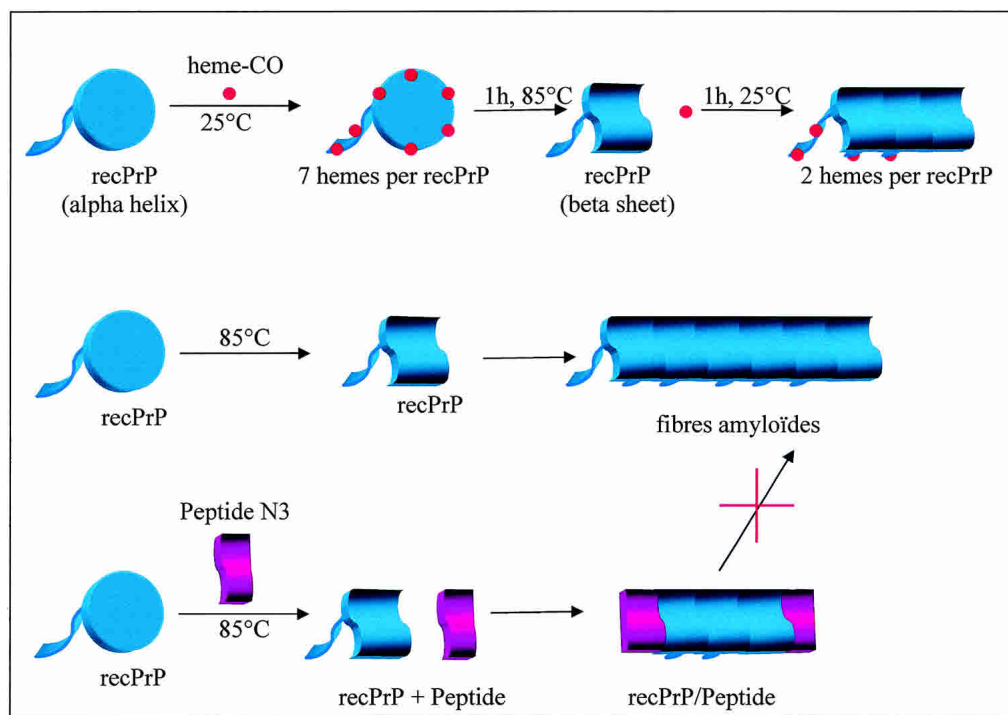 heme-CO
25°C
1h, 85°C
1h, 25°C
recPrP
(alpha helix)
7 hemes per recPrP
recPrP
(beta sheet)
2 hemes per recPrP
85°C
recPrP
recPrP
fibres amyloïdes
Peptide N3
85°C
recPrP
recPrP + Peptide
recPrP/Peptide